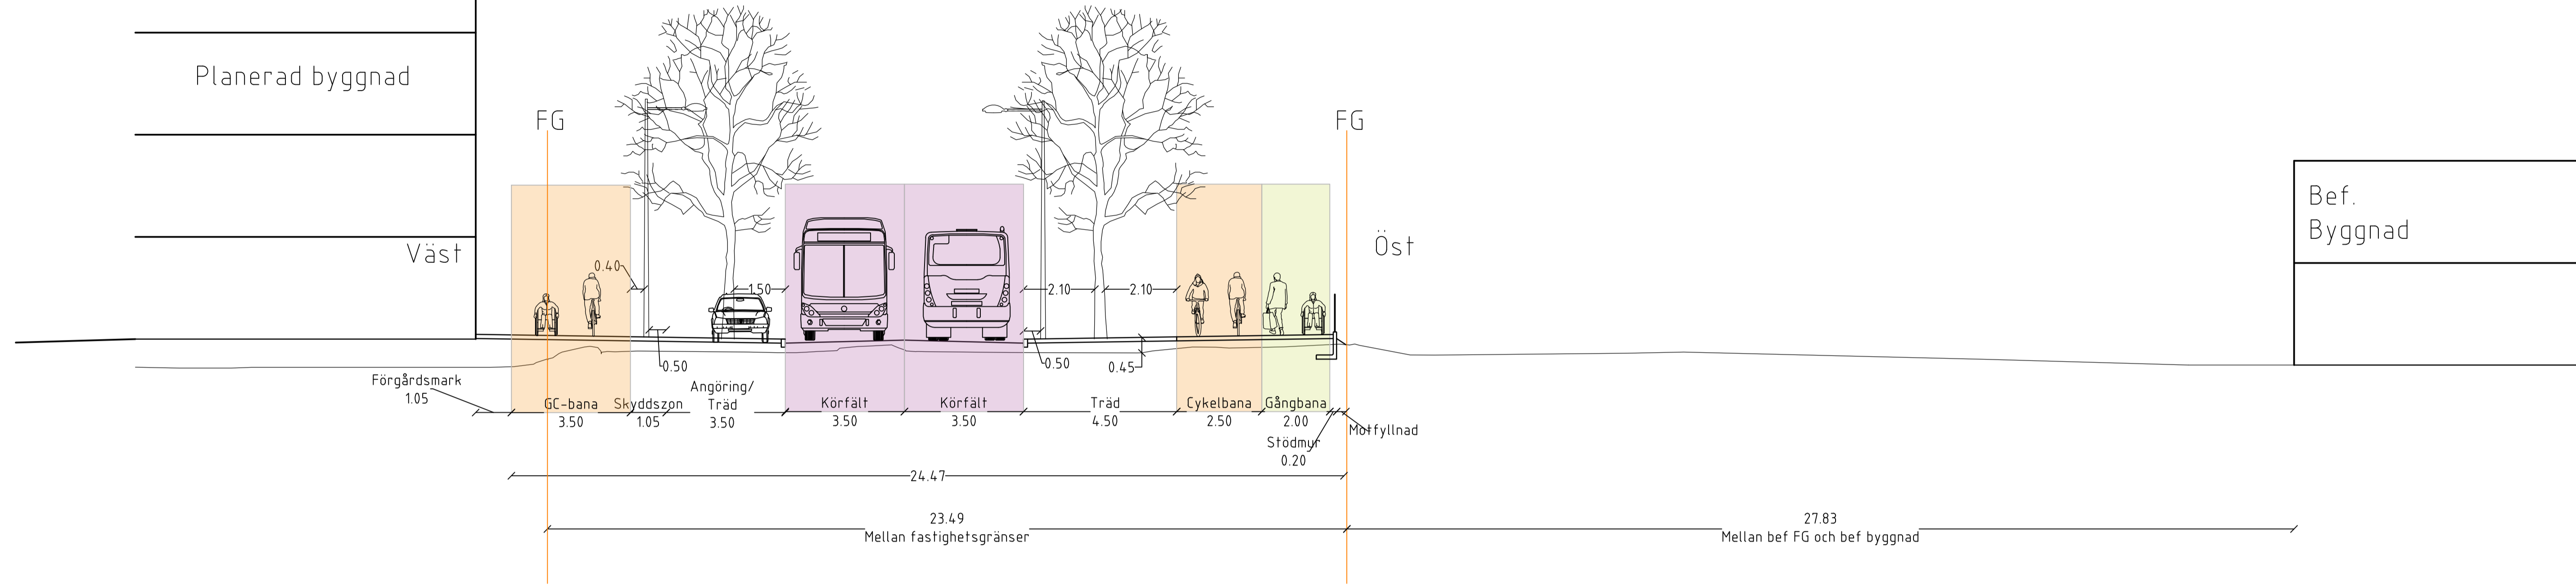 Planerad byggnad
FG
FG
Bef.
Byggnad
Väst
Öst
0.40
1.50
2.10
2.10
0.50
0.50
0.45
Förgårdsmark
1.05
GC-bana
3.50
Skyddszon
1.05
Angöring/
Träd
3.50
Körfält
3.50
Körfält
3.50
Träd
4.50
Cykelbana
2.50
Gångbana
2.00
Stödmur
0.20
Motfyllnad
24.47
23.49
Mellan fastighetsgränser
27.83
Mellan bef FG och bef byggnad